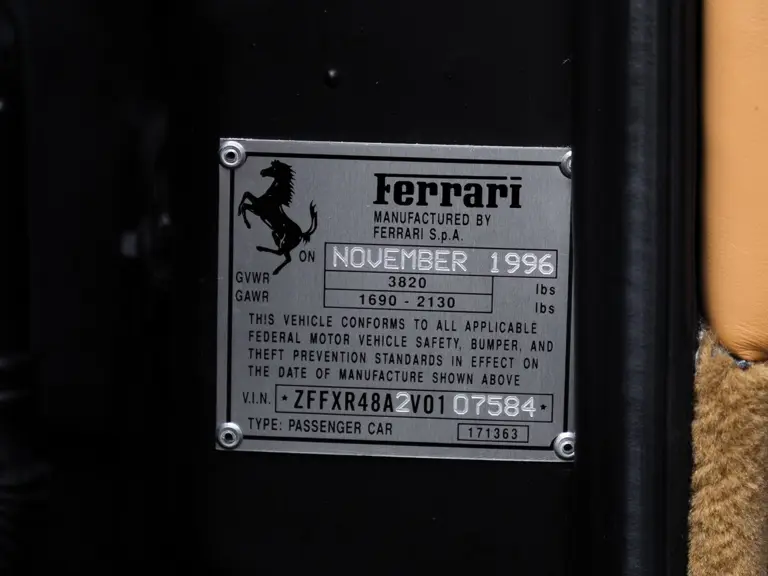 Ferrari
MANUFACTURED BY
FERRARI S.p.A.
ON NOVEMBER 1996
GVWR 3820 lbs
GAWR 1690 - 2130 lbs
THIS VEHICLE CONFORMS TO ALL APPLICABLE
FEDERAL MOTOR VEHICLE SAFETY, BUMPER, AND
THEFT PREVENTION STANDARDS IN EFFECT ON
THE DATE OF MANUFACTURE SHOWN ABOVE
V.I.N. * ZFFXR48A2V0107584 *
TYPE: PASSENGER CAR 171363